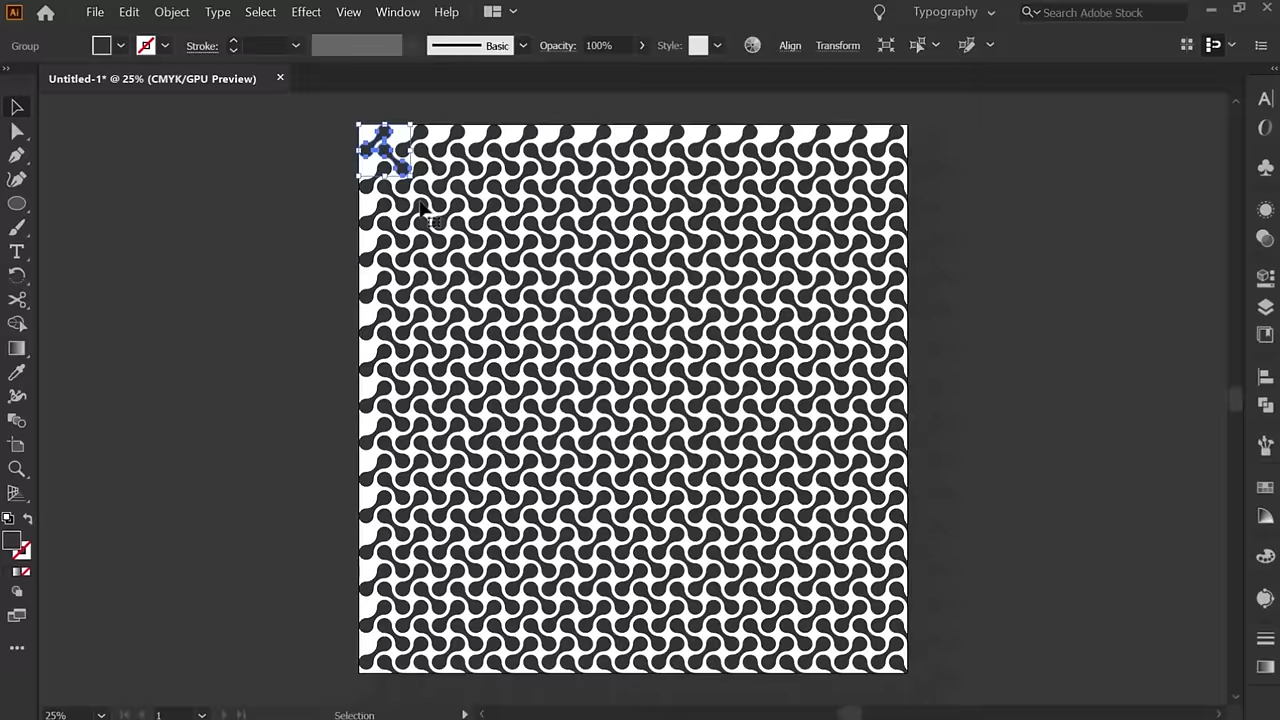 Ai File Edit Object Type Select Effect View Window Help Typography Search Adobe Stock
Group Stroke: Basic Opacity: 100% Style: Align Transform
Untitled-1* @ 25% (CMYK/GPU Preview)
25% 1 Selection